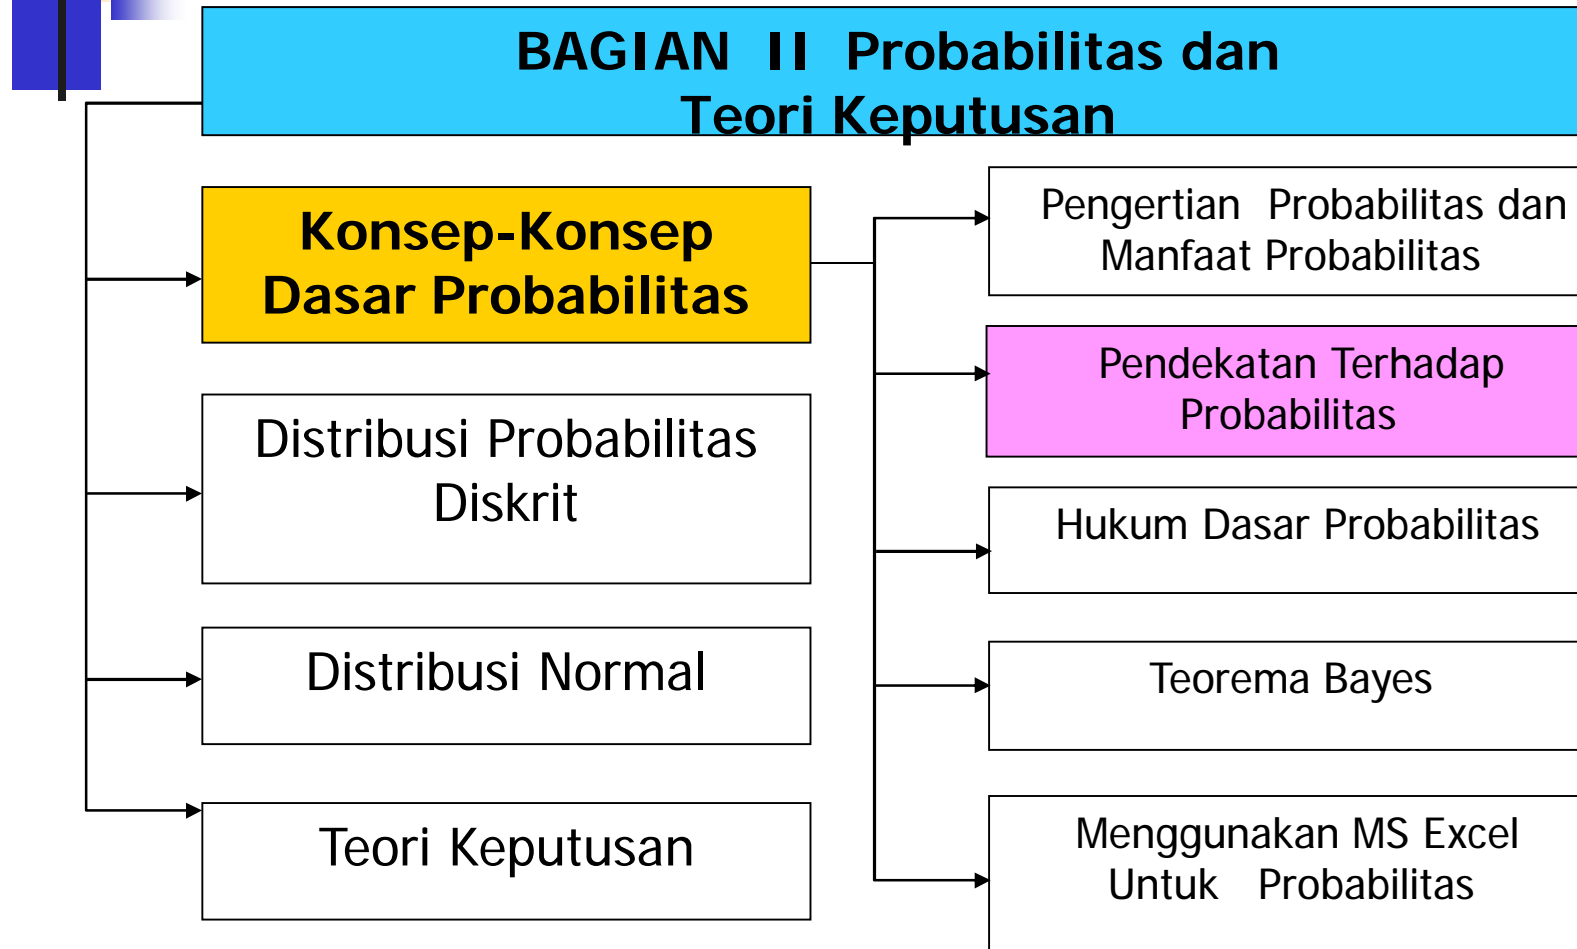 BAGIAN II Probabilitas dan
Teori Keputusan
Konsep-Konsep
Dasar Probabilitas
Distribusi Probabilitas
Diskrit
Distribusi Normal
Teori Keputusan
Pengertian Probabilitas dan
Manfaat Probabilitas
Pendekatan Terhadap
Probabilitas
Hukum Dasar Probabilitas
Teorema Bayes
Menggunakan MS Excel
Untuk Probabilitas